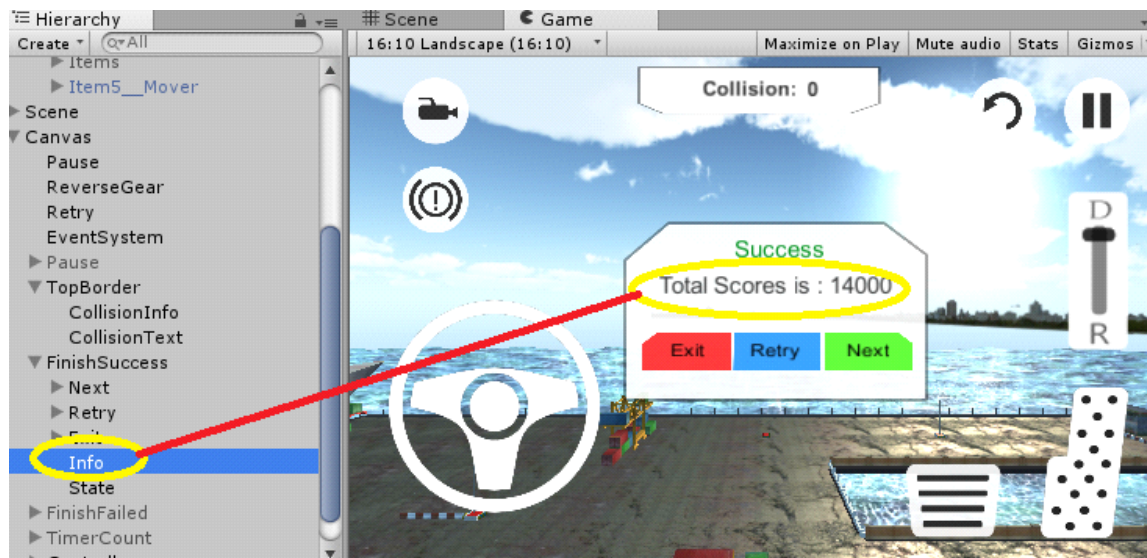 Hierarchy
Create
All
Items
Item5__Mover
Scene
Canvas
Pause
ReverseGear
Retry
EventSystem
Pause
TopBorder
CollisionInfo
CollisionText
FinishSuccess
Next
Retry
Exit
Info
State
FinishFailed
TimerCount
Scene
Game
16:10 Landscape (16:10)
Maximize on Play
Mute audio
Stats
Gizmos
Collision: 0
D
R
Success
Total Scores is : 14000
Exit
Retry
Next